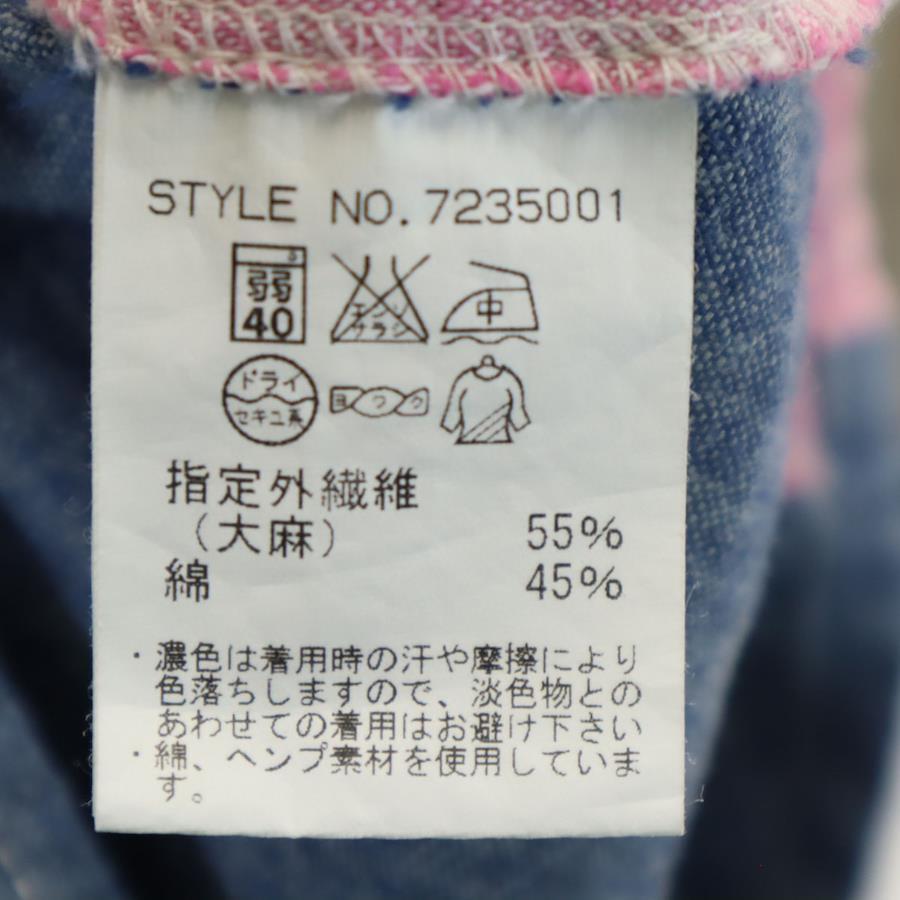 STYLE NO. 7235001
弱
40
エンソ
サラシ
中
ドライ
セキユ系
ヨワク
指定外繊維
（大麻） 55%
綿 45%
・濃色は着用時の汗や摩擦により
色落ちしますので、淡色物との
あわせての着用はお避け下さい
・綿、ヘンプ素材を使用していま
す。